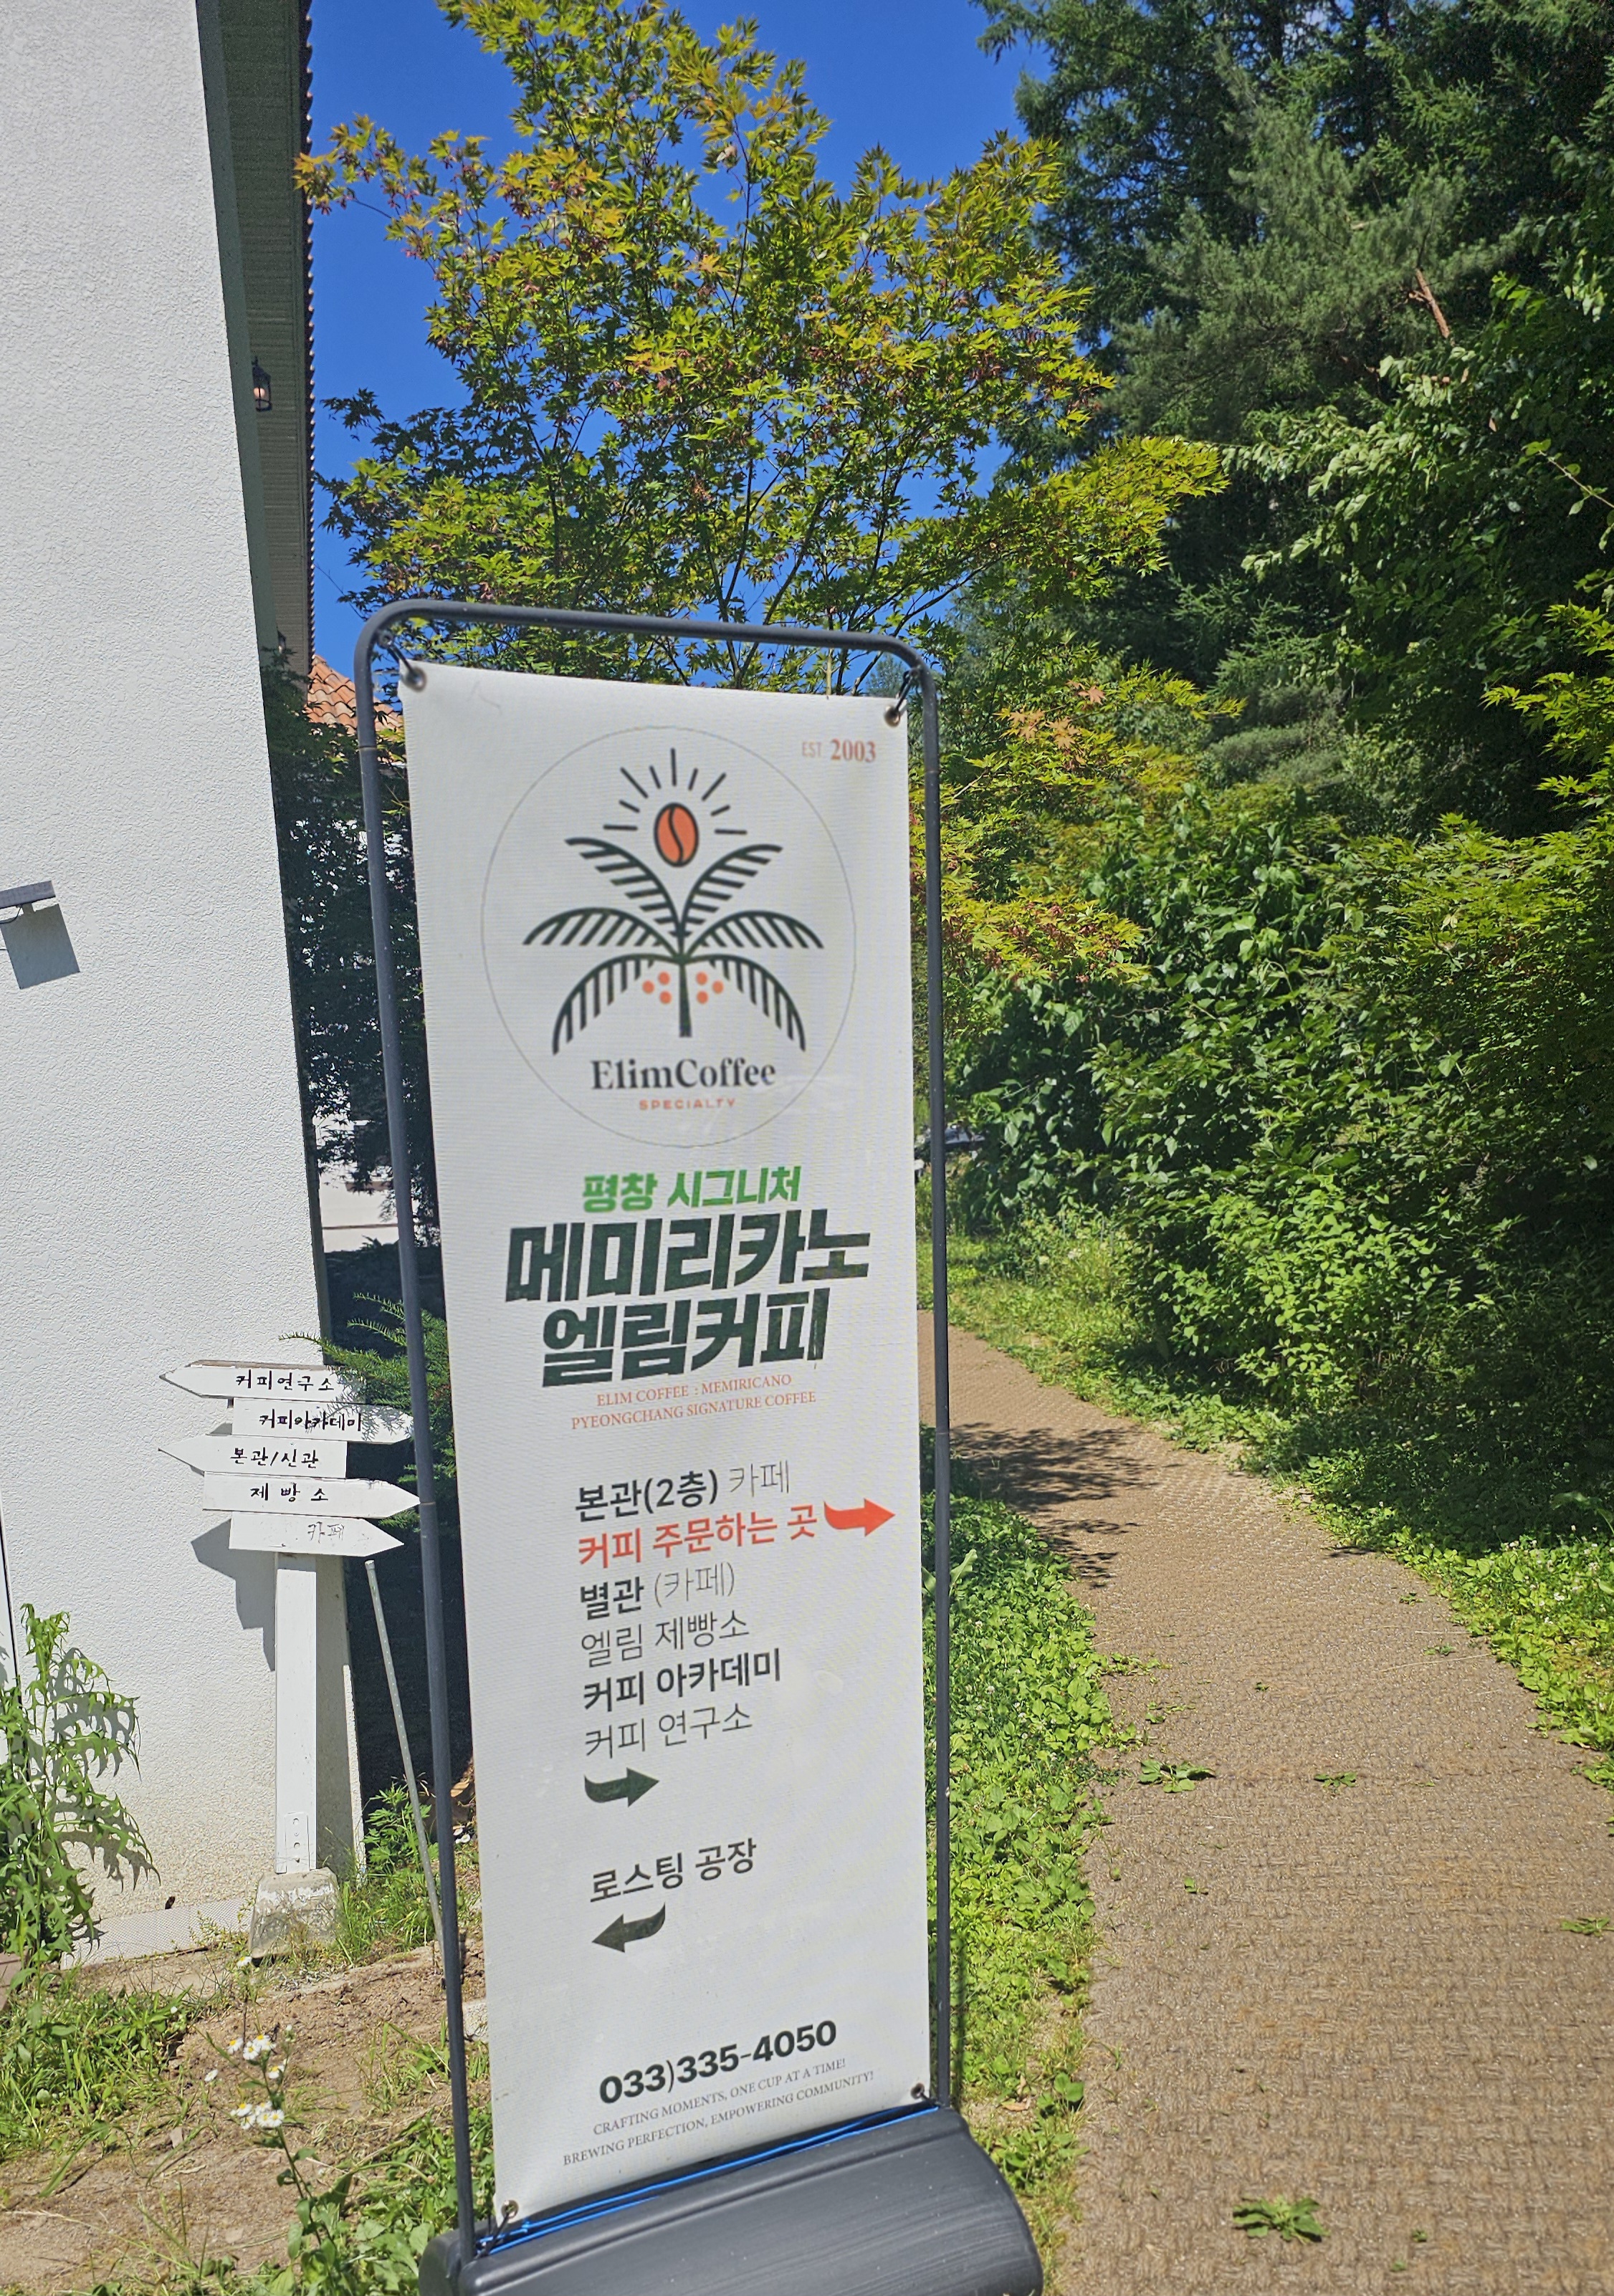 EST 2003
ElimCoffee
SPECIALTY
평창 시그니처
메미리카노
엘림커피
ELIM COFFEE : MEMIRICANO
PYEONGCHANG SIGNATURE COFFEE
본관(2층) 카페
커피 주문하는 곳
별관 (카페)
엘림 제빵소
커피 아카데미
커피 연구소
로스팅 공장
033)335-4050
CRAFTING MOMENTS, ONE CUP AT A TIME!
BREWING PERFECTION, EMPOWERING COMMUNITY!
커피연구소
커피아카데미
본관/신관
제빵소
카페